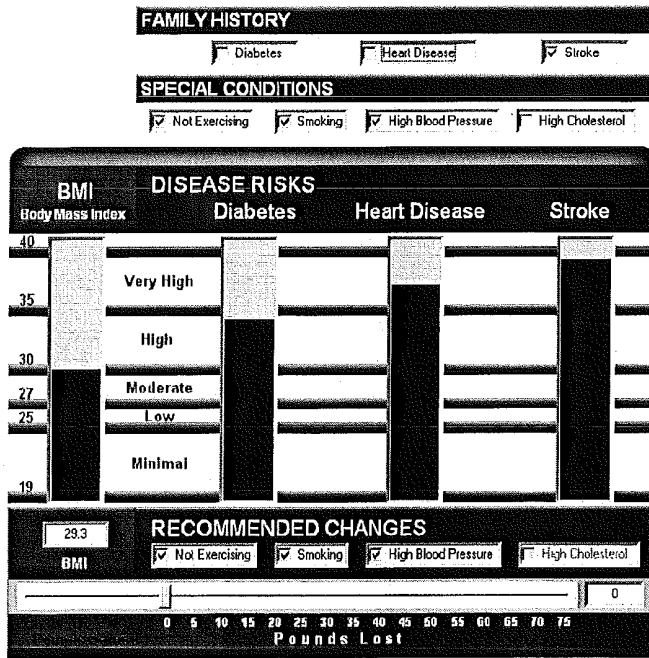 FAMILY HISTORY
Diabetes Heart Disease Stroke
SPECIAL CONDITIONS
Not Exercising Smoking High Blood Pressure High Cholesterol
BMI
Body Mass Index
DISEASE RISKS
Diabetes Heart Disease Stroke
40
Very High
35
High
30
Moderate
27
Low
25
Minimal
19
29.3
BMI
RECOMMENDED CHANGES
Not Exercising Smoking High Blood Pressure High Cholesterol
0
0 5 10 15 20 25 30 35 40 45 50 55 60 65 70 75
Pounds Lost